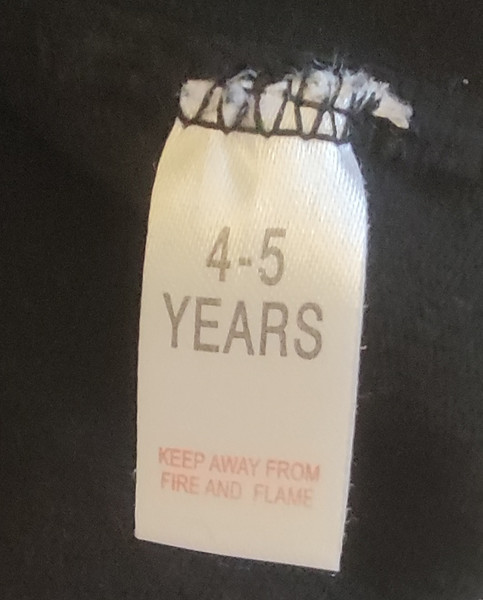 4-5
YEARS
KEEP AWAY FROM
FIRE AND FLAME